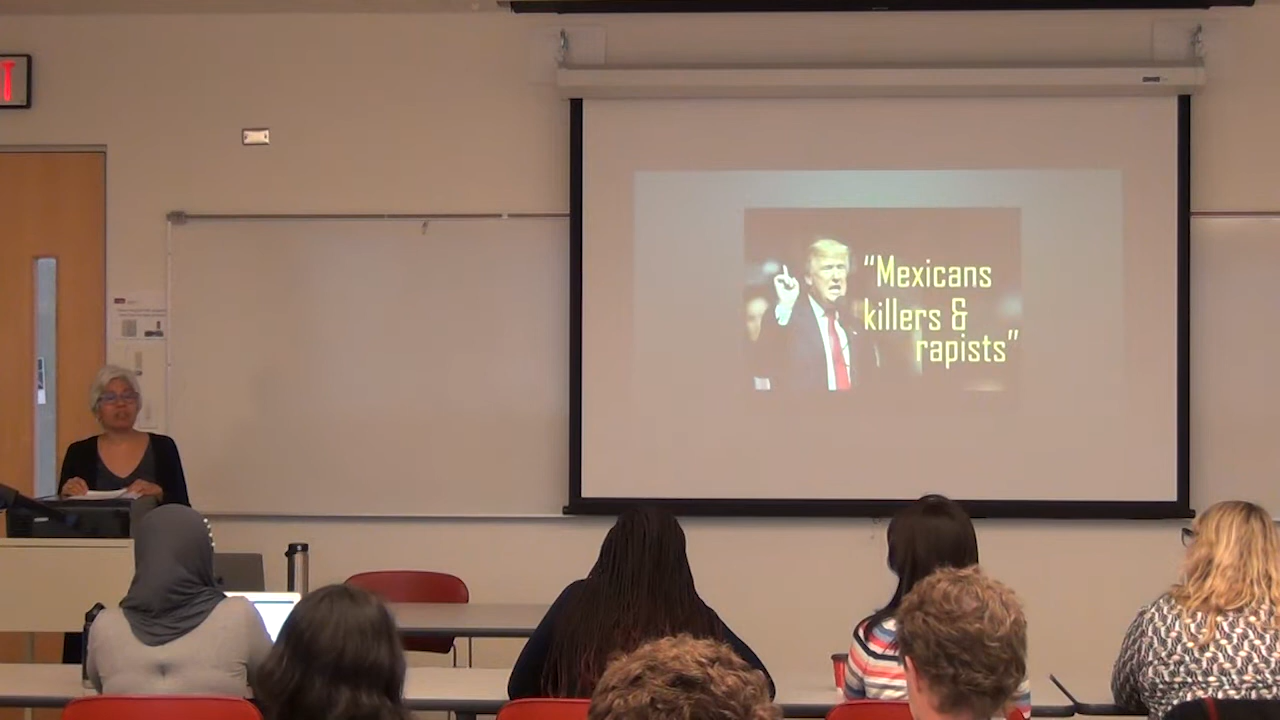 T
“Mexicans
killers &
rapists”